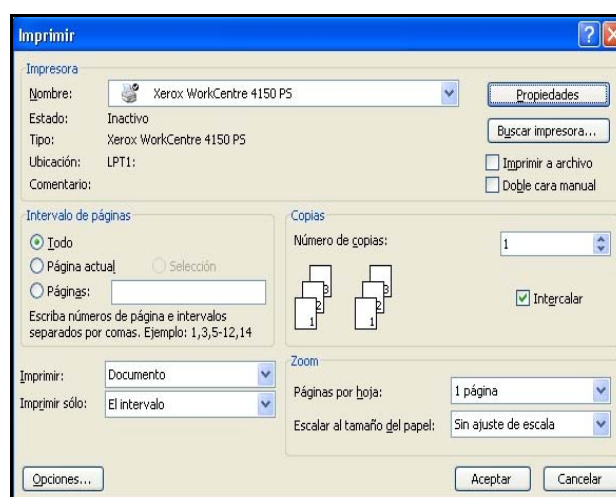 Imprimir
Impresora
Nombre: Xerox WorkCentre 4150 PS Propiedades
Estado: Inactivo
Tipo: Xerox WorkCentre 4150 PS Buscar impresora...
Ubicación: LPT1: Imprimir a archivo
Comentario: Doble cara manual
Intervalo de páginas
Todo
Página actual Selección
Páginas:
Escriba números de página e intervalos
separados por comas. Ejemplo: 1,3,5-12,14
Copias
Número de copias: 1
1 2 3 1 2 3
Intercalar
Imprimir: Documento
Imprimir sólo: El intervalo
Zoom
Páginas por hoja: 1 página
Escalar al tamaño del papel: Sin ajuste de escala
Opciones... Aceptar Cancelar